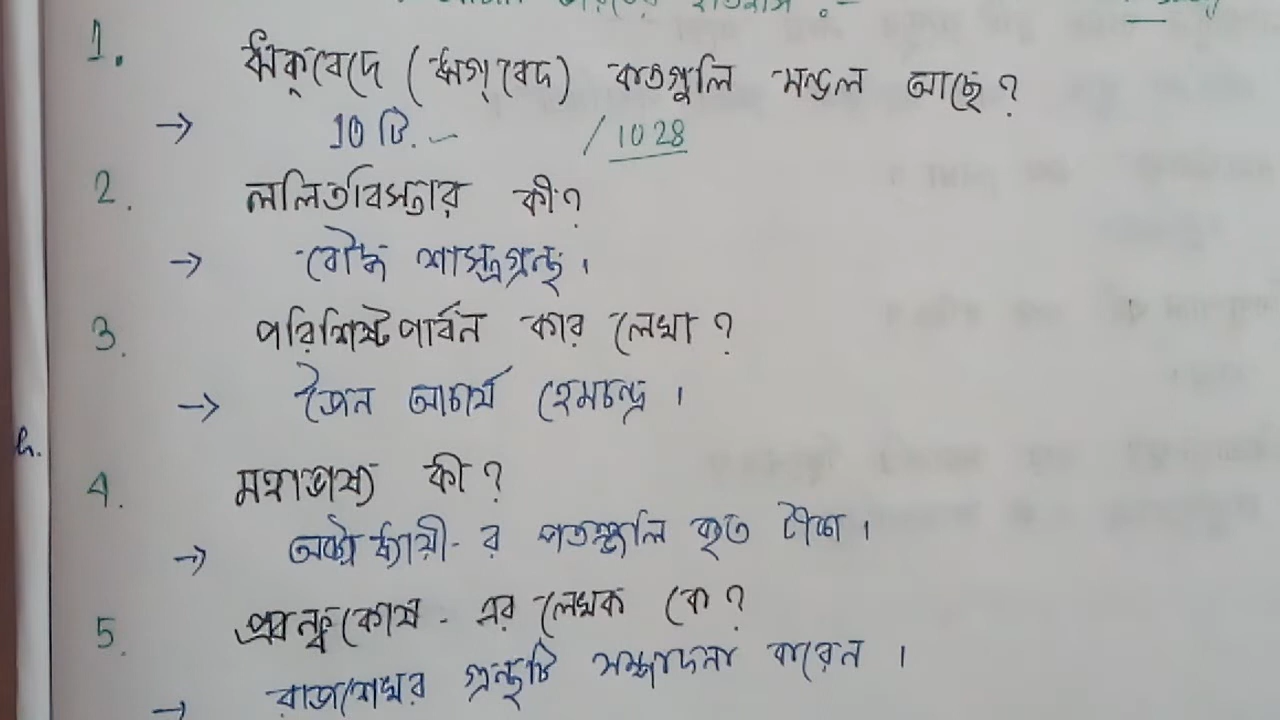 1. ঋক্‌বেদে (ঋগ্‌বেদ) কতগুলি মন্ডল আছে?
→ 10 টি. / 1028
2. ললিতবিস্তার কী?
→ বৌদ্ধ শাস্ত্রগ্রন্থ।
3. পরিশিষ্টপার্বন কার লেখা?
→ জৈন আচার্য হেমচন্দ্র।
4. মহাভাষ্য কী?
→ অষ্টাধ্যায়ী-র পতঞ্জলি কৃত টীকা।
h.
5. প্রবন্ধকোষ - এর লেখক কে?
→ রাজশেখর গ্রন্থটি সম্পাদনা করেন।